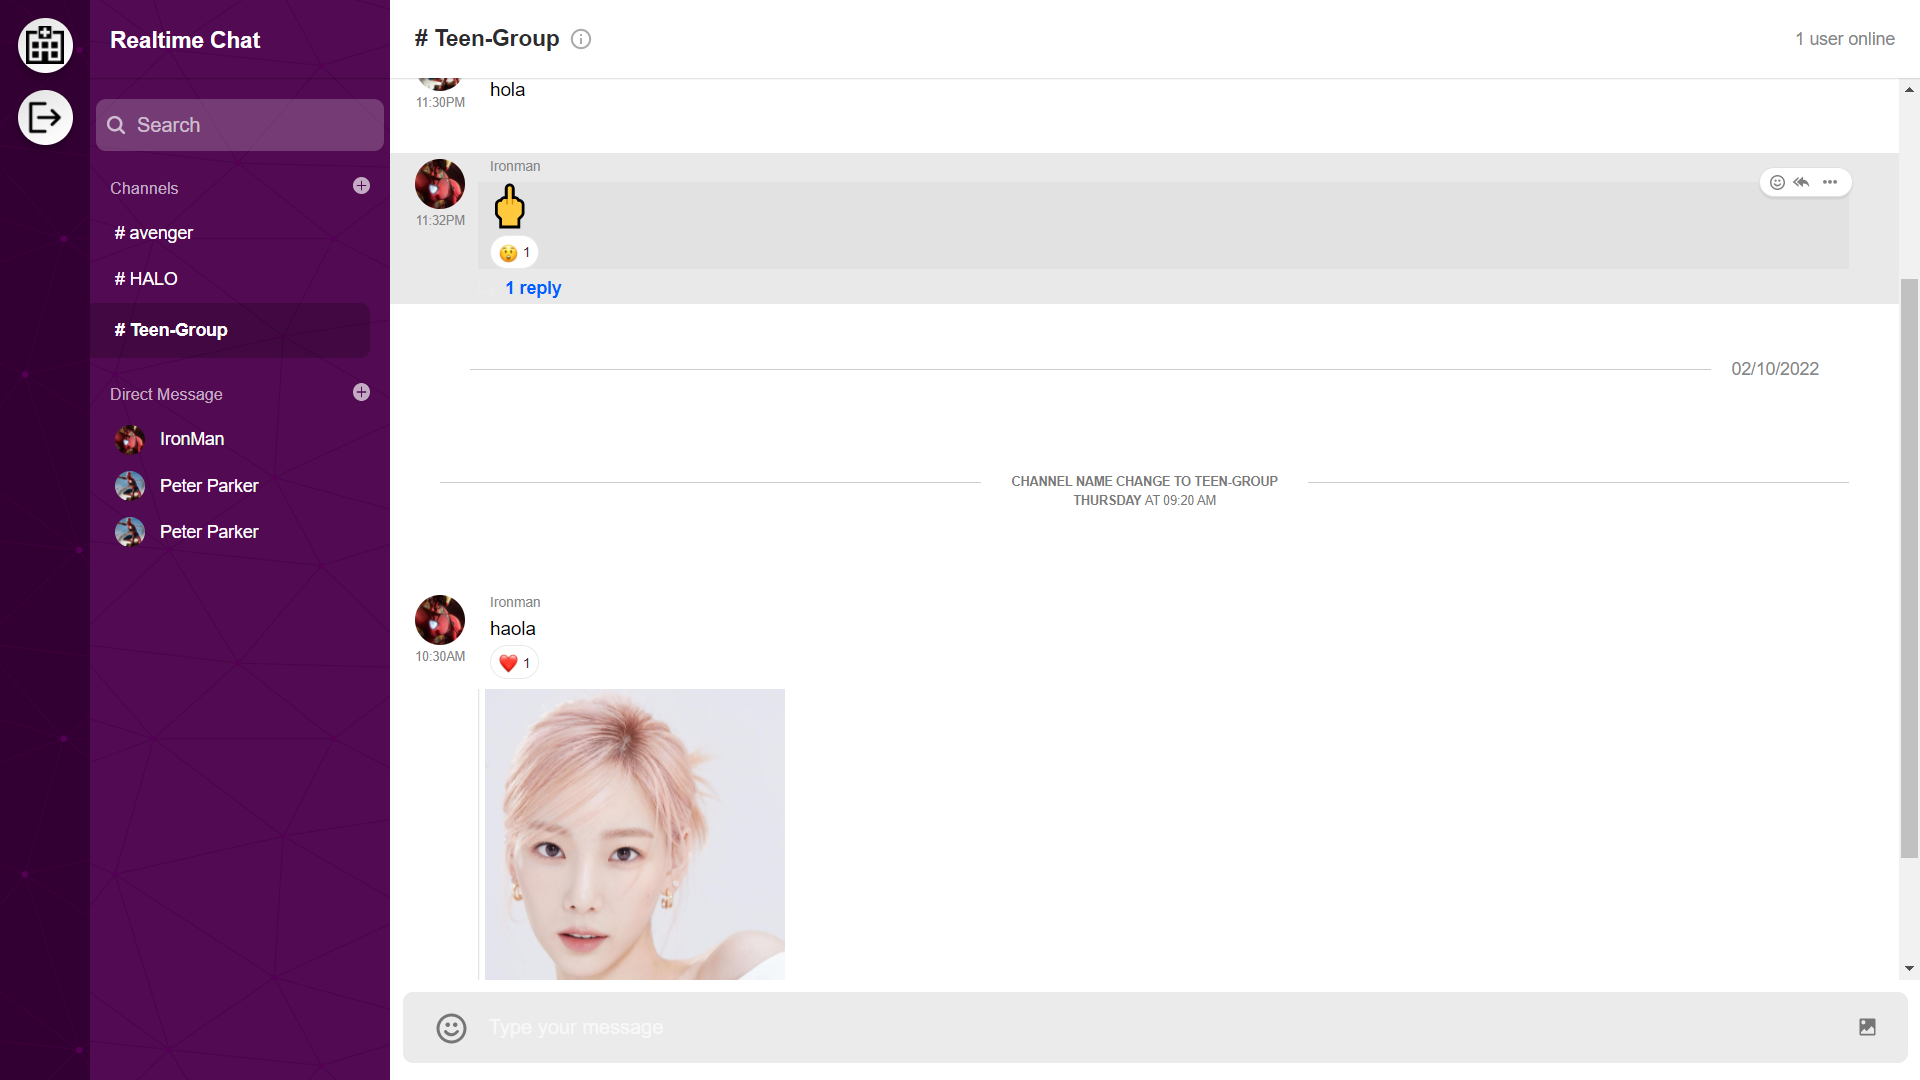 Realtime Chat
Search
Channels
# avenger
# HALO
# Teen-Group
Direct Message
IronMan
Peter Parker
Peter Parker
# Teen-Group
1 user online
hola
11:30PM
Ironman
11:32PM
1
1 reply
02/10/2022
CHANNEL NAME CHANGE TO TEEN-GROUP
THURSDAY AT 09:20 AM
Ironman
haola
10:30AM
1
Type your message